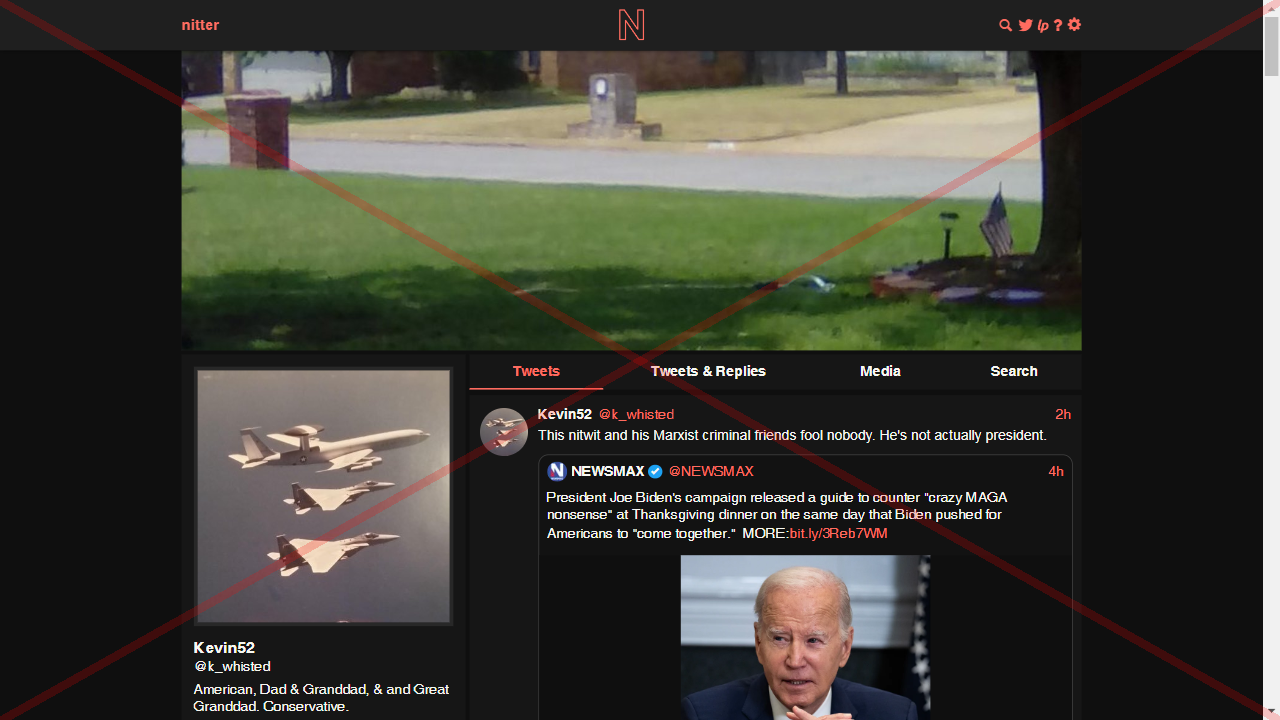 nitter
N
lp ?
Tweets
Tweets & Replies
Media
Search
Kevin52 @k_whisted 2h
This nitwit and his Marxist criminal friends fool nobody. He's not actually president.
NEWSMAX @NEWSMAX 4h
President Joe Biden's campaign released a guide to counter "crazy MAGA
nonsense" at Thanksgiving dinner on the same day that Biden pushed for
Americans to "come together."  MORE:bit.ly/3Reb7WM
Kevin52
@k_whisted
American, Dad & Granddad, & and Great
Granddad. Conservative.